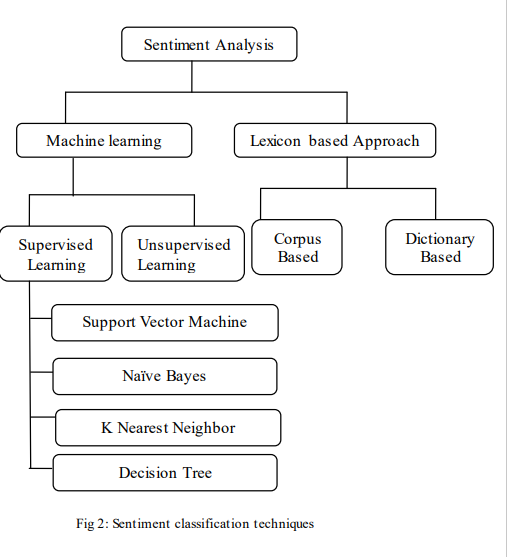 Sentiment Analysis
Machine learning
Lexicon based Approach
Supervised
Learning
Unsupervised
Learning
Corpus
Based
Dictionary
Based
Support Vector Machine
Naïve Bayes
K Nearest Neighbor
Decision Tree
Fig 2: Sentiment classification techniques